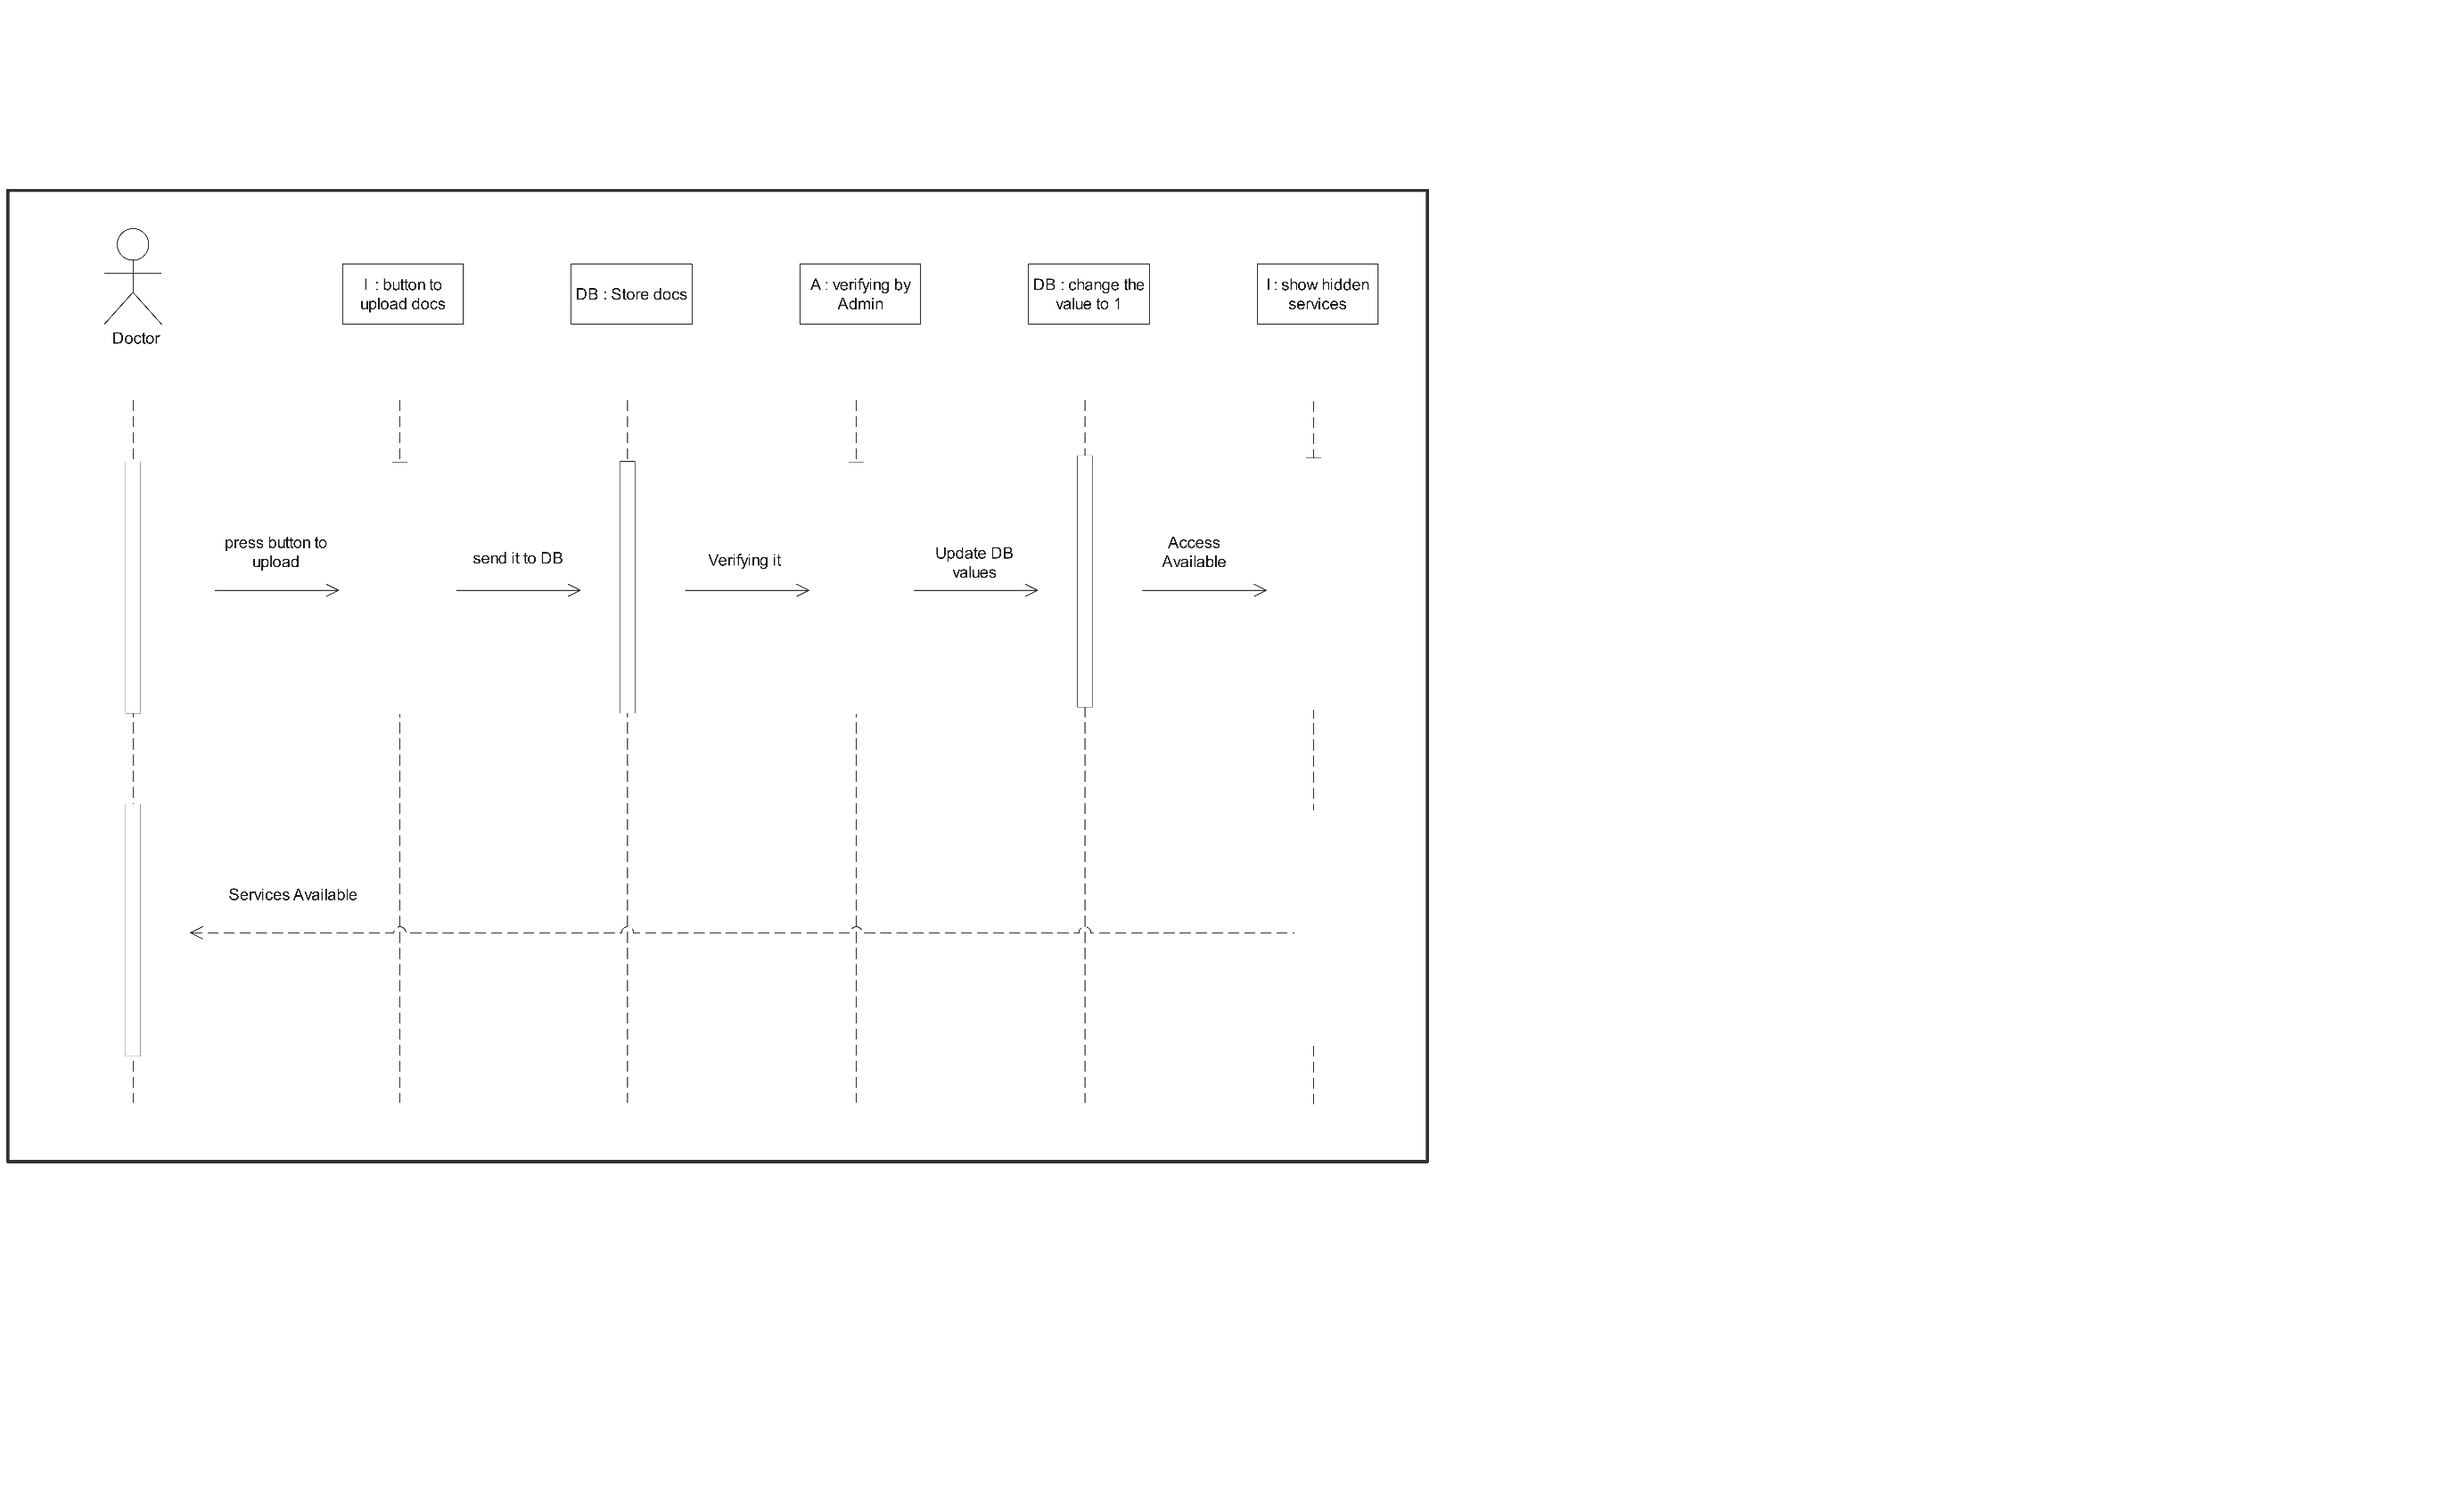 I : button to
upload docs
DB : Store docs
A : verifying by
Admin
DB : change the
value to 1
I : show hidden
services
Doctor
press button to
upload
send it to DB
Verifying it
Update DB
values
Access
Available
Services Available